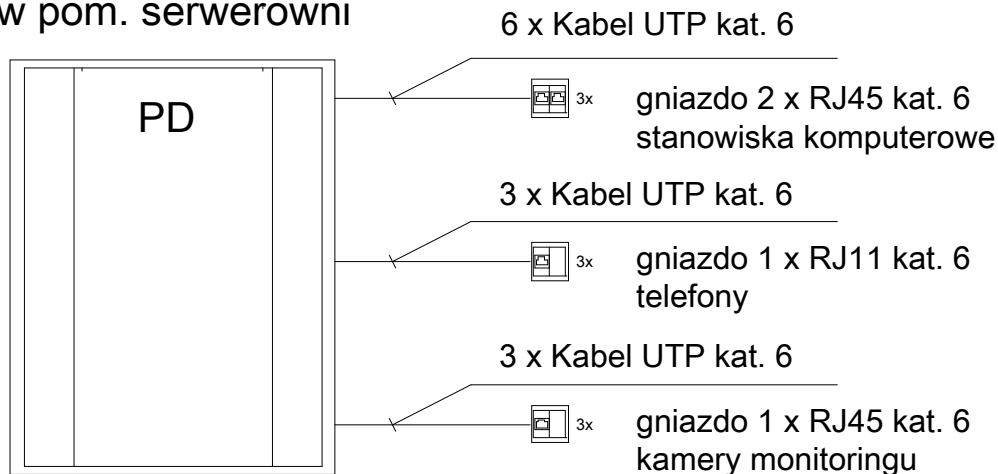 w pom. serwerowni
6 x Kabel UTP kat. 6
PD
3x
gniazdo 2 x RJ45 kat. 6
stanowiska komputerowe
3 x Kabel UTP kat. 6
3x
gniazdo 1 x RJ11 kat. 6
telefony
3 x Kabel UTP kat. 6
3x
gniazdo 1 x RJ45 kat. 6
kamery monitoringu